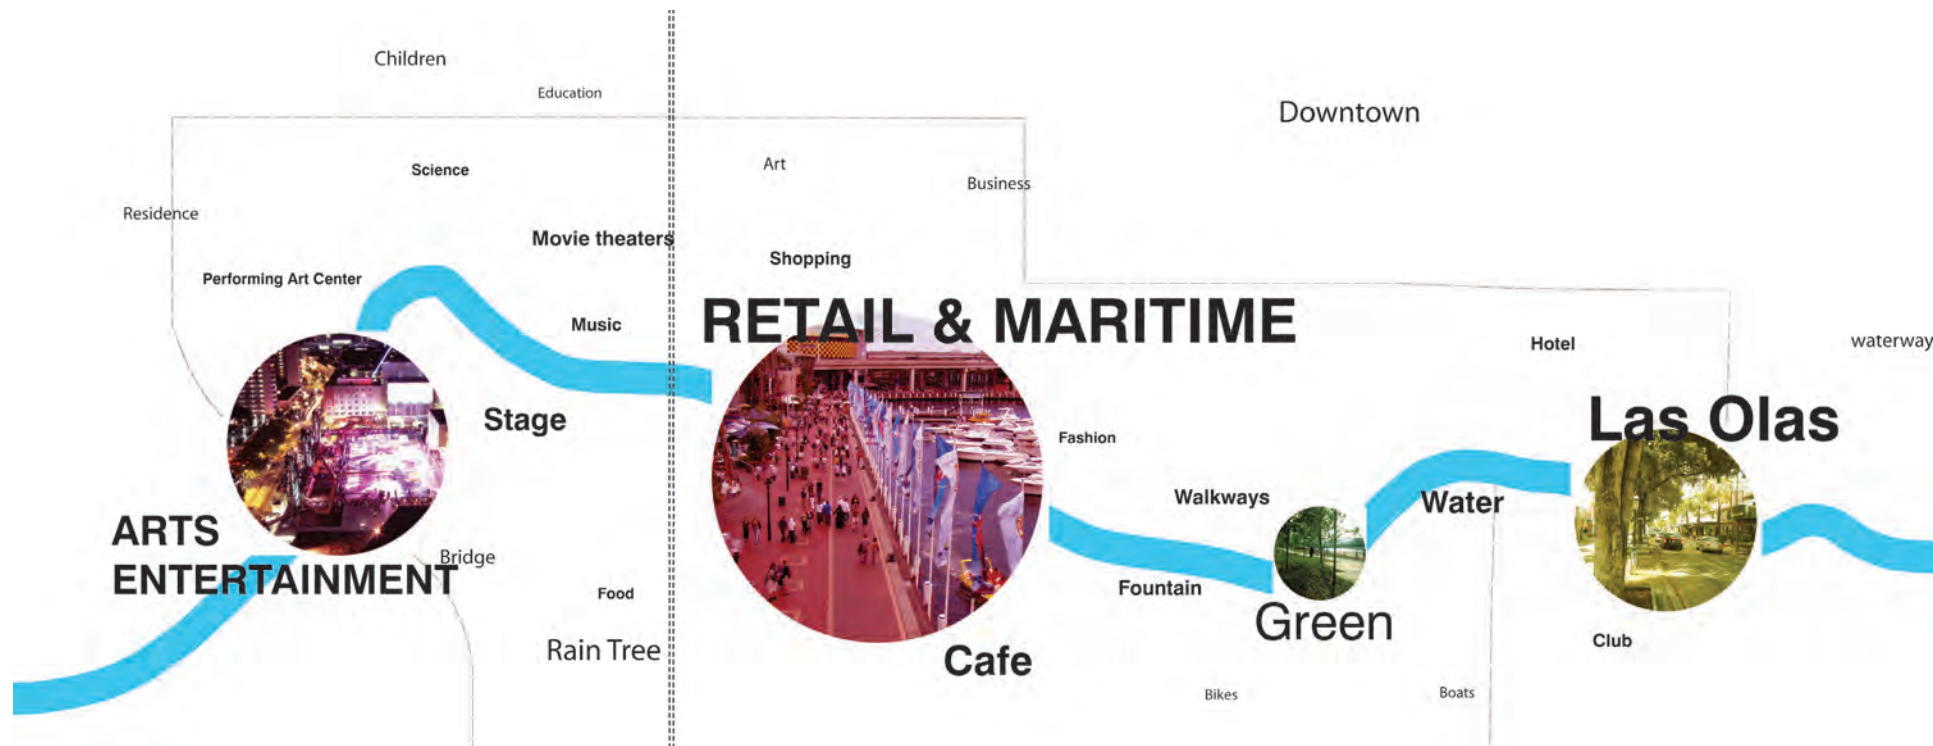 Children
Education
Downtown
Science
Art
Business
Residence
Movie theaters
Shopping
Performing Art Center
Music
RETAIL & MARITIME
Hotel
waterway
Stage
Las Olas
Fashion
Walkways
Water
ARTS
ENTERTAINMENT
Bridge
Food
Fountain
Green
Rain Tree
Cafe
Club
Bikes
Boats